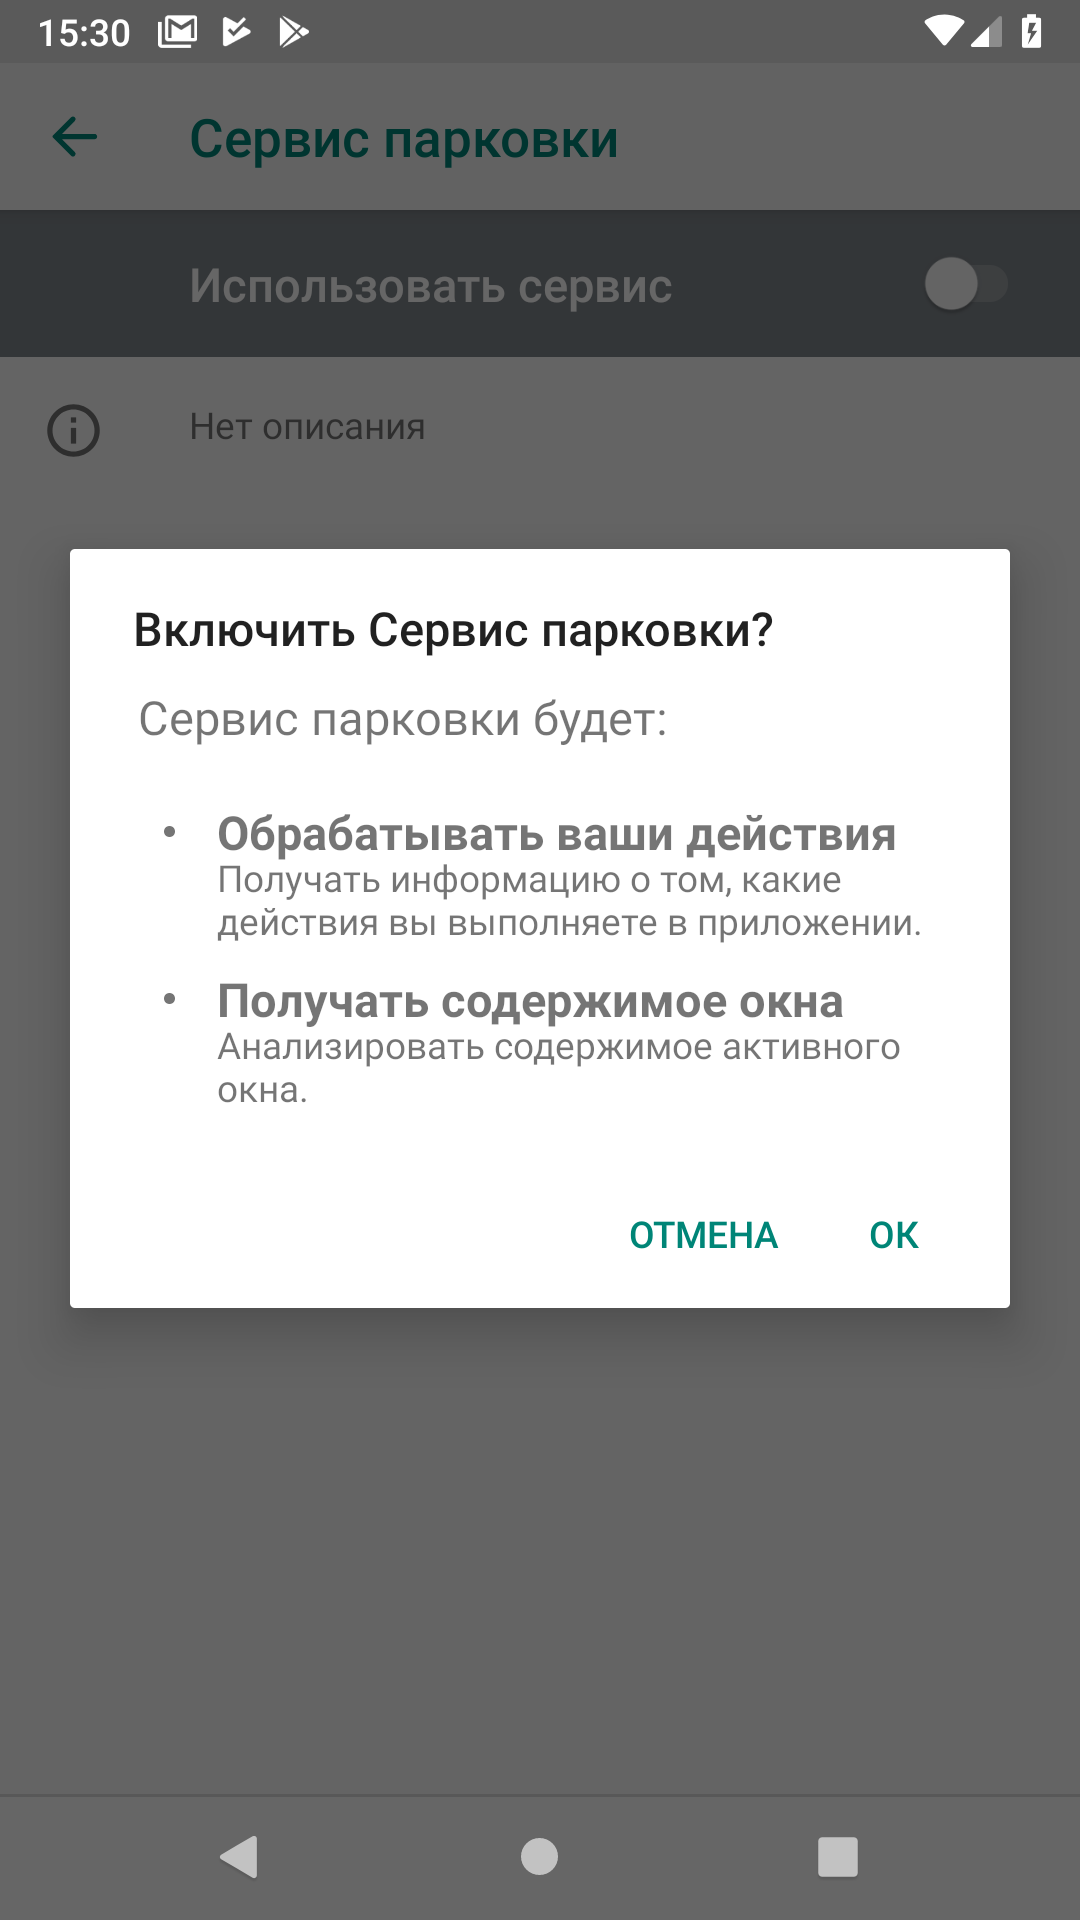 15:30
Сервис парковки
Использовать сервис
Нет описания
Включить Сервис парковки?
Сервис парковки будет:
• Обрабатывать ваши действия
Получать информацию о том, какие
действия вы выполняете в приложении.
• Получать содержимое окна
Анализировать содержимое активного
окна.
ОТМЕНА ОК